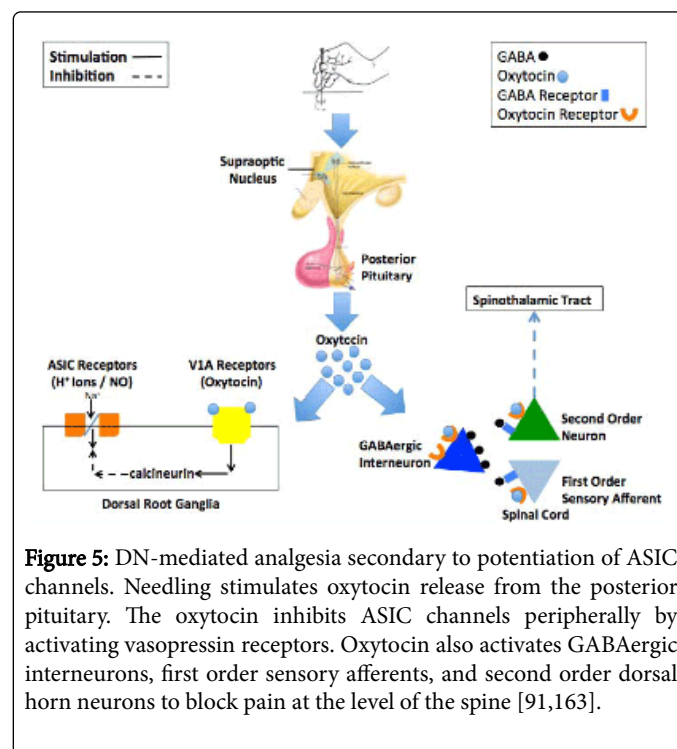 Stimulation
Inhibition
GABA
Oxytocin
GABA Receptor
Oxytocin Receptor
Supraoptic
Nucleus
Posterior
Pituitary
Spinothalamic Tract
Oxytocin
ASIC Receptors
(H⁺ Ions / NO)
Na⁺
V1A Receptors
(Oxytocin)
calcineurin
Dorsal Root Ganglia
GABAergic
Interneuron
Second Order
Neuron
First Order
Sensory Afferent
Spinal Cord
Figure 5: DN-mediated analgesia secondary to potentiation of ASIC
channels. Needling stimulates oxytocin release from the posterior
pituitary. The oxytocin inhibits ASIC channels peripherally by
activating vasopressin receptors. Oxytocin also activates GABAergic
interneurons, first order sensory afferents, and second order dorsal
horn neurons to block pain at the level of the spine [91,163].